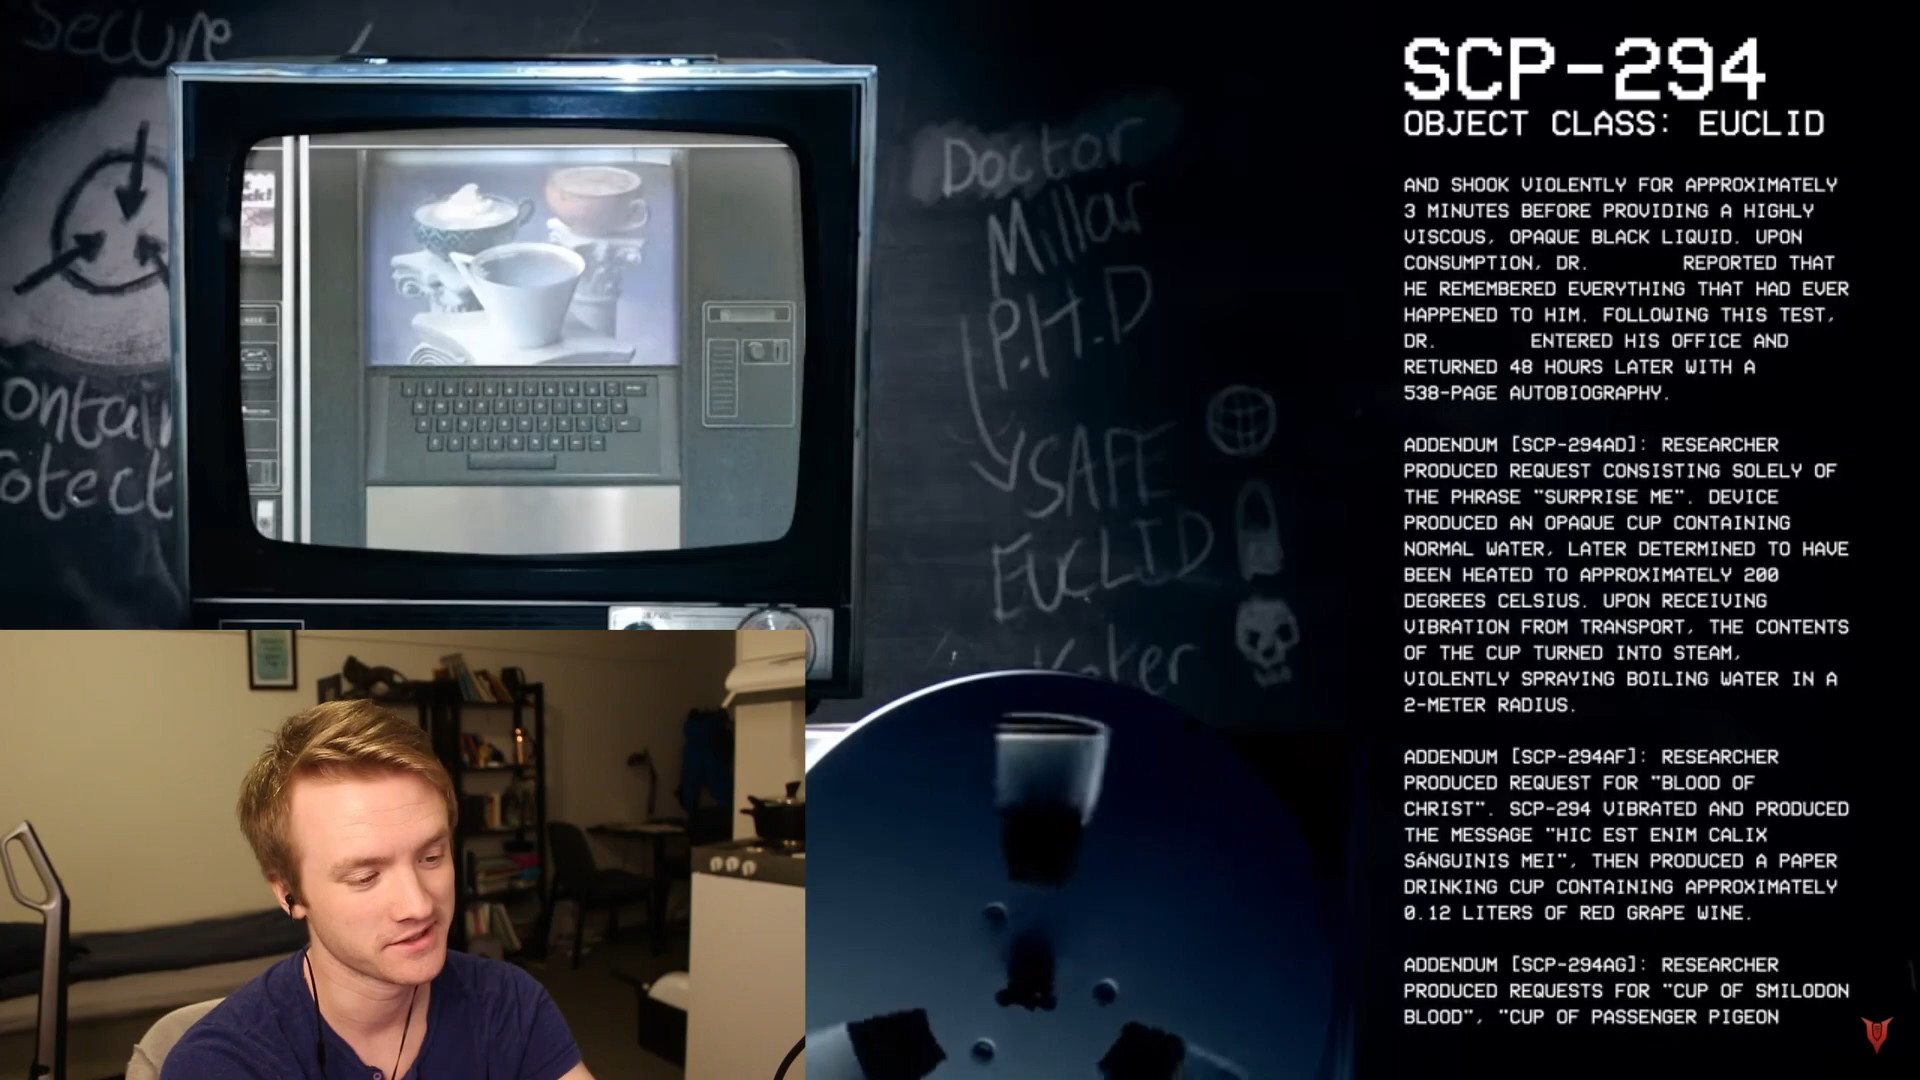 Secure
Contain
Protect
Doctor
Millar
P.H.D
SAFE
EUCLID
Keter
SCP-294
OBJECT CLASS: EUCLID
AND SHOOK VIOLENTLY FOR APPROXIMATELY
3 MINUTES BEFORE PROVIDING A HIGHLY
VISCOUS, OPAQUE BLACK LIQUID. UPON
CONSUMPTION, DR. REPORTED THAT
HE REMEMBERED EVERYTHING THAT HAD EVER
HAPPENED TO HIM. FOLLOWING THIS TEST,
DR. ENTERED HIS OFFICE AND
RETURNED 48 HOURS LATER WITH A
538-PAGE AUTOBIOGRAPHY.
ADDENDUM [SCP-294AD]: RESEARCHER
PRODUCED REQUEST CONSISTING SOLELY OF
THE PHRASE "SURPRISE ME". DEVICE
PRODUCED AN OPAQUE CUP CONTAINING
NORMAL WATER, LATER DETERMINED TO HAVE
BEEN HEATED TO APPROXIMATELY 200
DEGREES CELSIUS. UPON RECEIVING
VIBRATION FROM TRANSPORT, THE CONTENTS
OF THE CUP TURNED INTO STEAM,
VIOLENTLY SPRAYING BOILING WATER IN A
2-METER RADIUS.
ADDENDUM [SCP-294AF]: RESEARCHER
PRODUCED REQUEST FOR "BLOOD OF
CHRIST". SCP-294 VIBRATED AND PRODUCED
THE MESSAGE "HIC EST ENIM CALIX
SÁNGUINIS MEI", THEN PRODUCED A PAPER
DRINKING CUP CONTAINING APPROXIMATELY
0.12 LITERS OF RED GRAPE WINE.
ADDENDUM [SCP-294AG]: RESEARCHER
PRODUCED REQUESTS FOR "CUP OF SMILODON
BLOOD", "CUP OF PASSENGER PIGEON